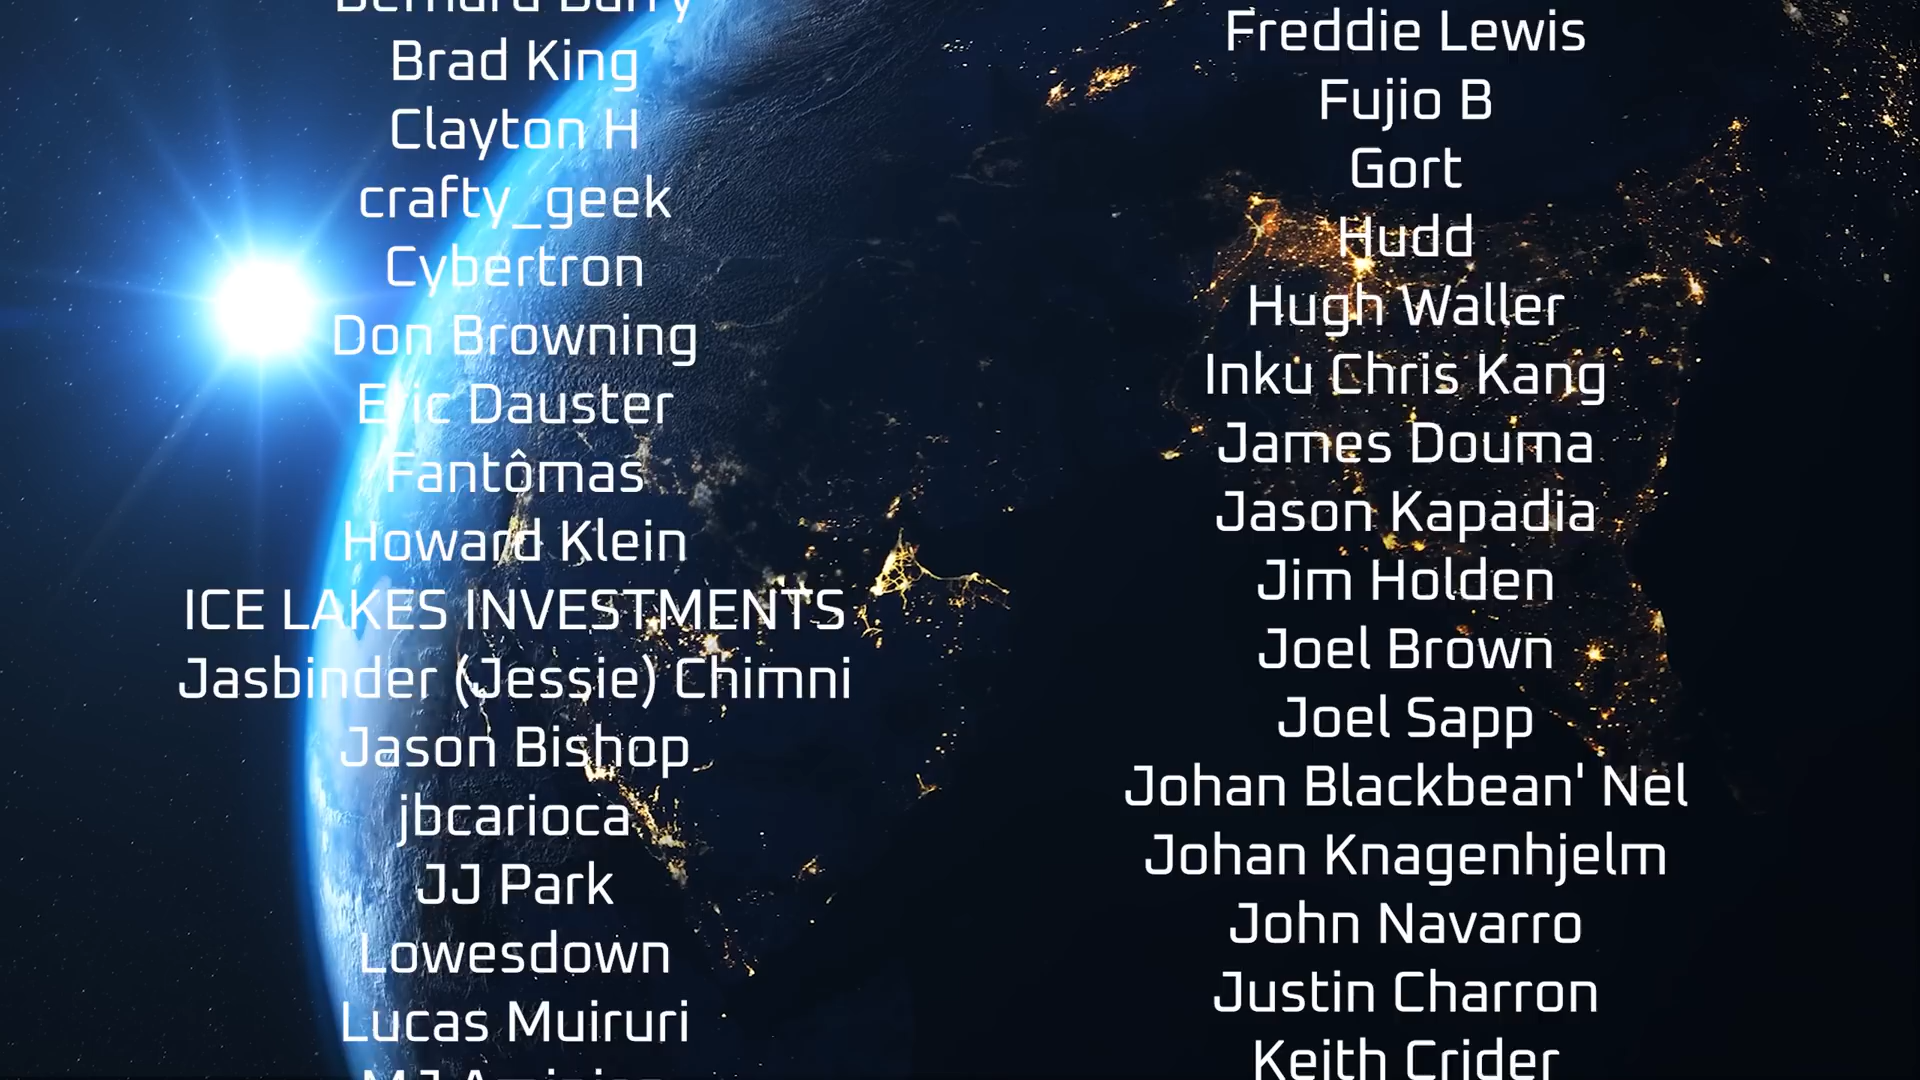 Brad King
Clayton H
crafty_geek
Cybertron
Don Browning
Eric Dauster
Fantômas
Howard Klein
ICE LAKES INVESTMENTS
Jasbinder (Jessie) Chimni
Jason Bishop
jbcarioca
JJ Park
Lowesdown
Lucas Muiruri
Freddie Lewis
Fujio B
Gort
Hudd
Hugh Waller
Inku Chris Kang
James Douma
Jason Kapadia
Jim Holden
Joel Brown
Joel Sapp
Johan Blackbean' Nel
Johan Knagenhjelm
John Navarro
Justin Charron
Keith Crider